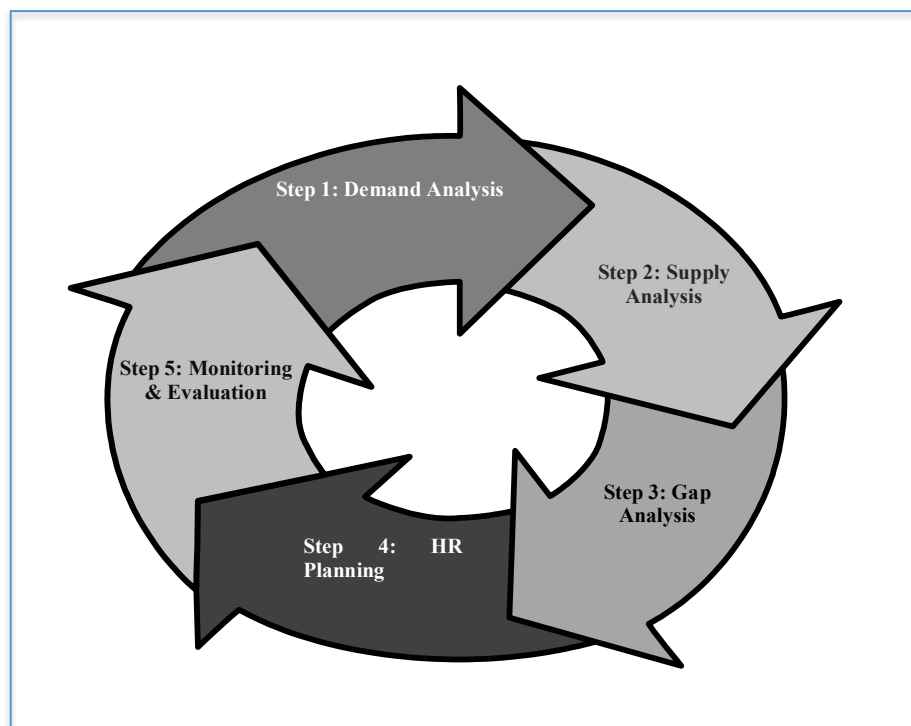 Step 1: Demand Analysis
Step 2: Supply
Analysis
Step 3: Gap
Analysis
Step 4: HR
Planning
Step 5: Monitoring
& Evaluation